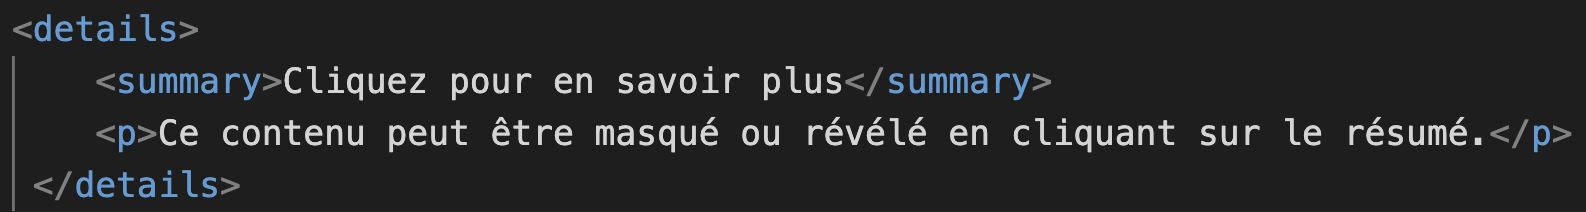 <details>
<summary>Cliquez pour en savoir plus</summary>
<p>Ce contenu peut être masqué ou révélé en cliquant sur le résumé.</p>
</details>